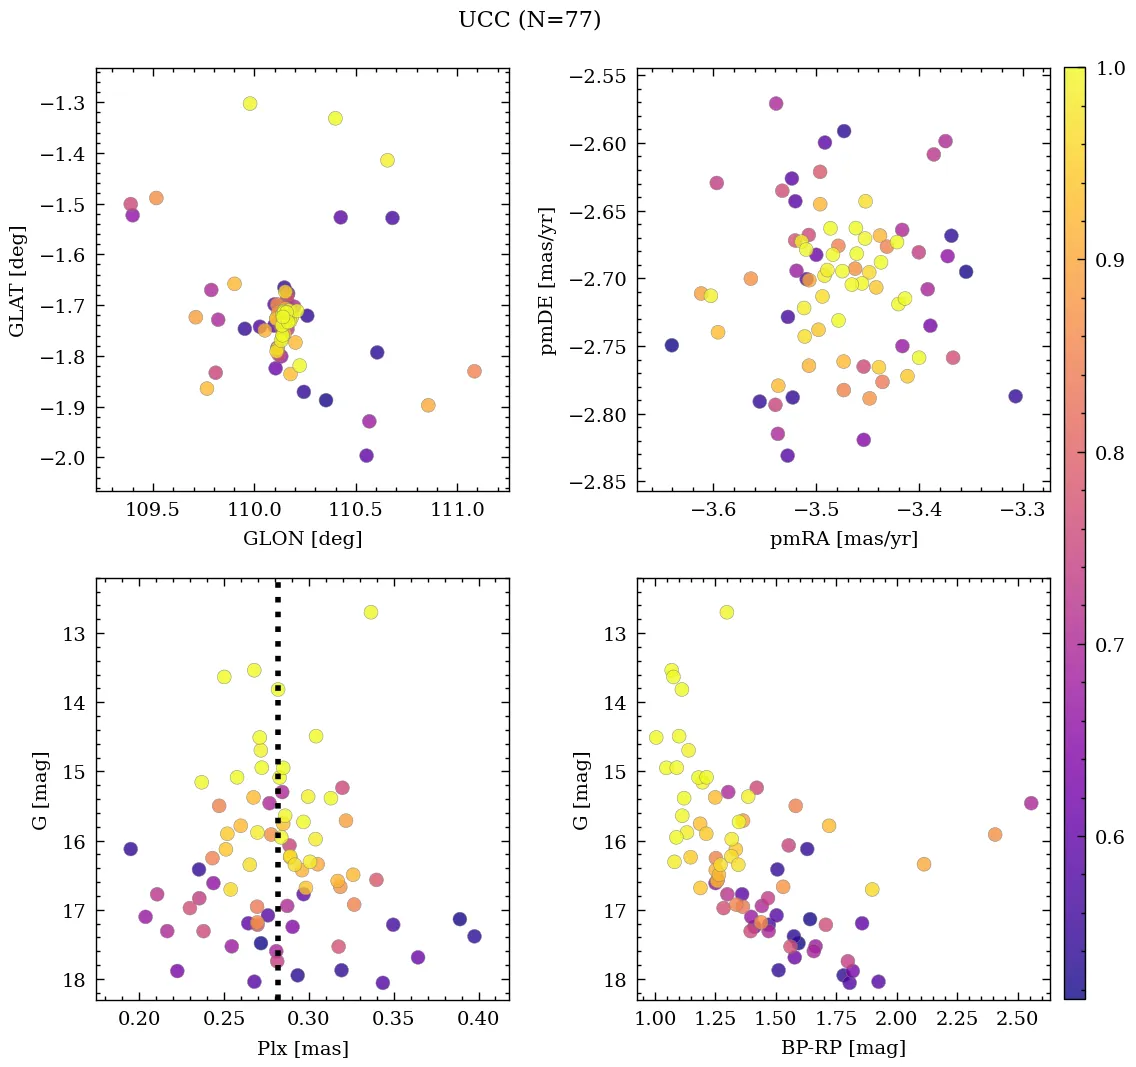 UCC (N=77)
−1.3
−1.4
−1.5
−1.6
−1.7
−1.8
−1.9
−2.0
GLAT [deg]
109.5 110.0 110.5 111.0
GLON [deg]
−2.55
−2.60
−2.65
−2.70
−2.75
−2.80
−2.85
pmDE [mas/yr]
−3.6 −3.5 −3.4 −3.3
pmRA [mas/yr]
1.0
0.9
0.8
0.7
0.6
13
14
15
16
17
18
G [mag]
0.20 0.25 0.30 0.35 0.40
Plx [mas]
13
14
15
16
17
18
G [mag]
1.00 1.25 1.50 1.75 2.00 2.25 2.50
BP-RP [mag]